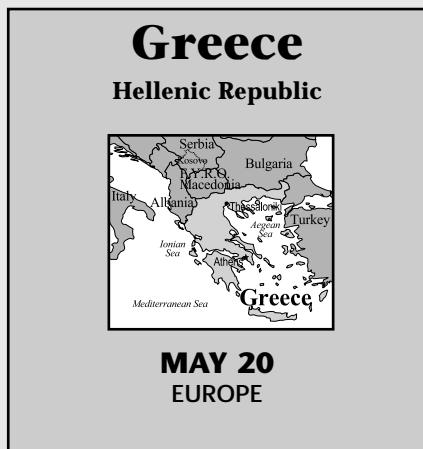 Greece
Hellenic Republic
Serbia
Kosovo
Bulgaria
F.Y.R.O.
Macedonia
Italy
Albania
Thessaloniki
Turkey
Aegean
Sea
Ionian
Sea
Athens
Greece
Mediterranean Sea
MAY 20
EUROPE